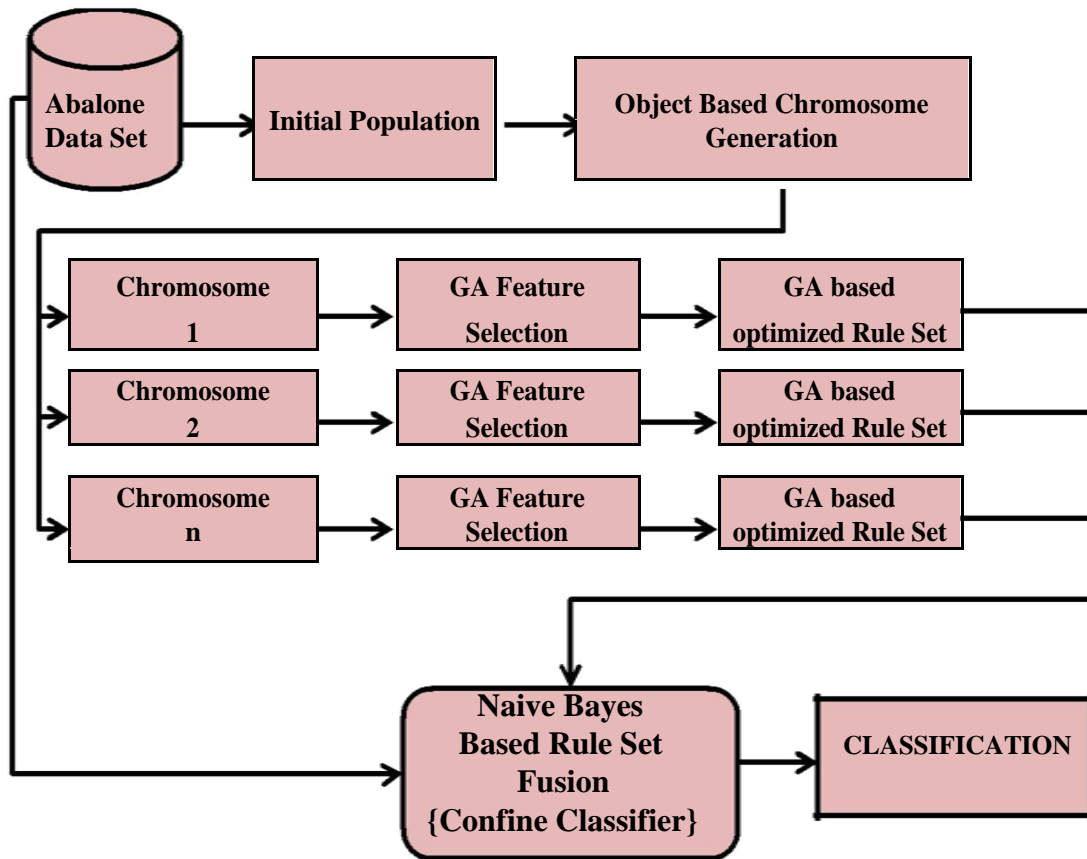 Abalone
Data Set
Initial Population
Object Based Chromosome
Generation
Chromosome
1
GA Feature
Selection
GA based
optimized Rule Set
Chromosome
2
GA Feature
Selection
GA based
optimized Rule Set
Chromosome
n
GA Feature
Selection
GA based
optimized Rule Set
Naive Bayes
Based Rule Set
Fusion
{Confine Classifier}
CLASSIFICATION